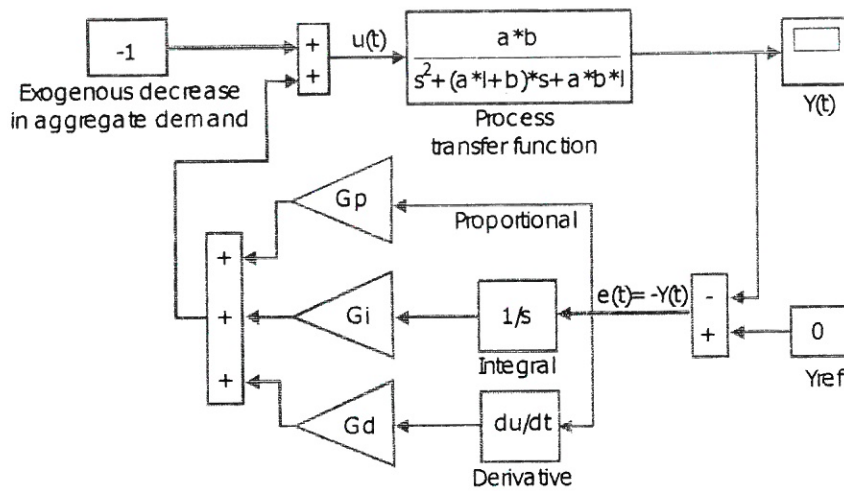 -1
Exogenous decrease
in aggregate demand
+
+
u(t)
a*b
s²+(a*l+b)*s+a*b*l
Process
transfer function
Y(t)
Gp
Proportional
+
+
+
Gi
1/s
Integral
e(t)= -Y(t)
-
+
0
Yref
Gd
du/dt
Derivative